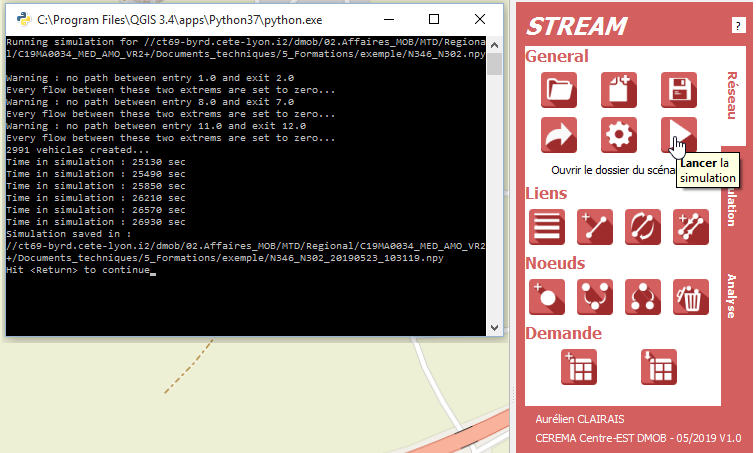 C:\Program Files\QGIS 3.4\apps\Python37\python.exe
Running simulation for //ct69-byrd.cete-lyon.i2/dmob/02.Affaires_MOB/MTD/Regional
l/C19MA0034_MED_AMO_VR2+/Documents_techniques/5_Formations/exemple/N346_N302.npy
Warning : no path between entry 1.0 and exit 2.0
Every flow between these two extrems are set to zero...
Warning : no path between entry 8.0 and exit 7.0
Every flow between these two extrems are set to zero...
Warning : no path between entry 11.0 and exit 12.0
Every flow between these two extrems are set to zero...
2991 vehicles created...
Time in simulation : 25130 sec
Time in simulation : 25490 sec
Time in simulation : 25850 sec
Time in simulation : 26210 sec
Time in simulation : 26570 sec
Time in simulation : 26930 sec
Simulation saved in :
//ct69-byrd.cete-lyon.i2/dmob/02.Affaires_MOB/MTD/Regional/C19MA0034_MED_AMO_VR2
+/Documents_techniques/5_Formations/exemple/N346_N302_20190523_103119.npy
Hit <Return> to continue
STREAM
?
General
Ouvrir le dossier du
Lancer la
simulation
Liens
Noeuds
Demande
Réseau
Analyse
Aurélien CLAIRAIS
CEREMA Centre-EST DMOB - 05/2019 V1.0